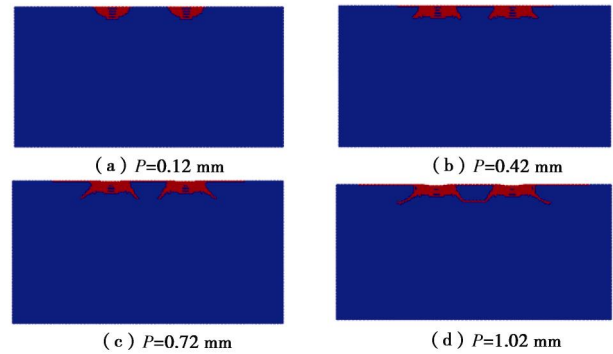 （a）P=0.12 mm
（b）P=0.42 mm
（c）P=0.72 mm
（d）P=1.02 mm